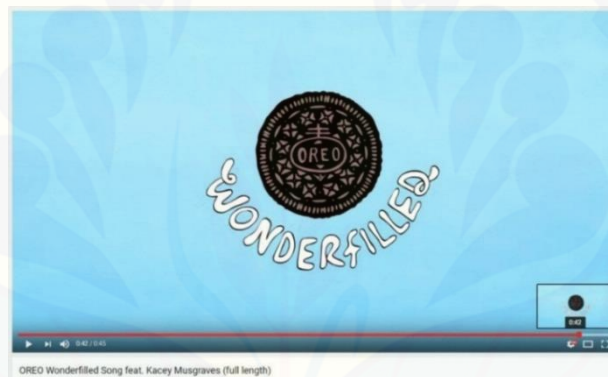 OREO
WONDERFILLED
0:42
0:42 / 0:45
OREO Wonderfilled Song feat. Kacey Musgraves (full length)